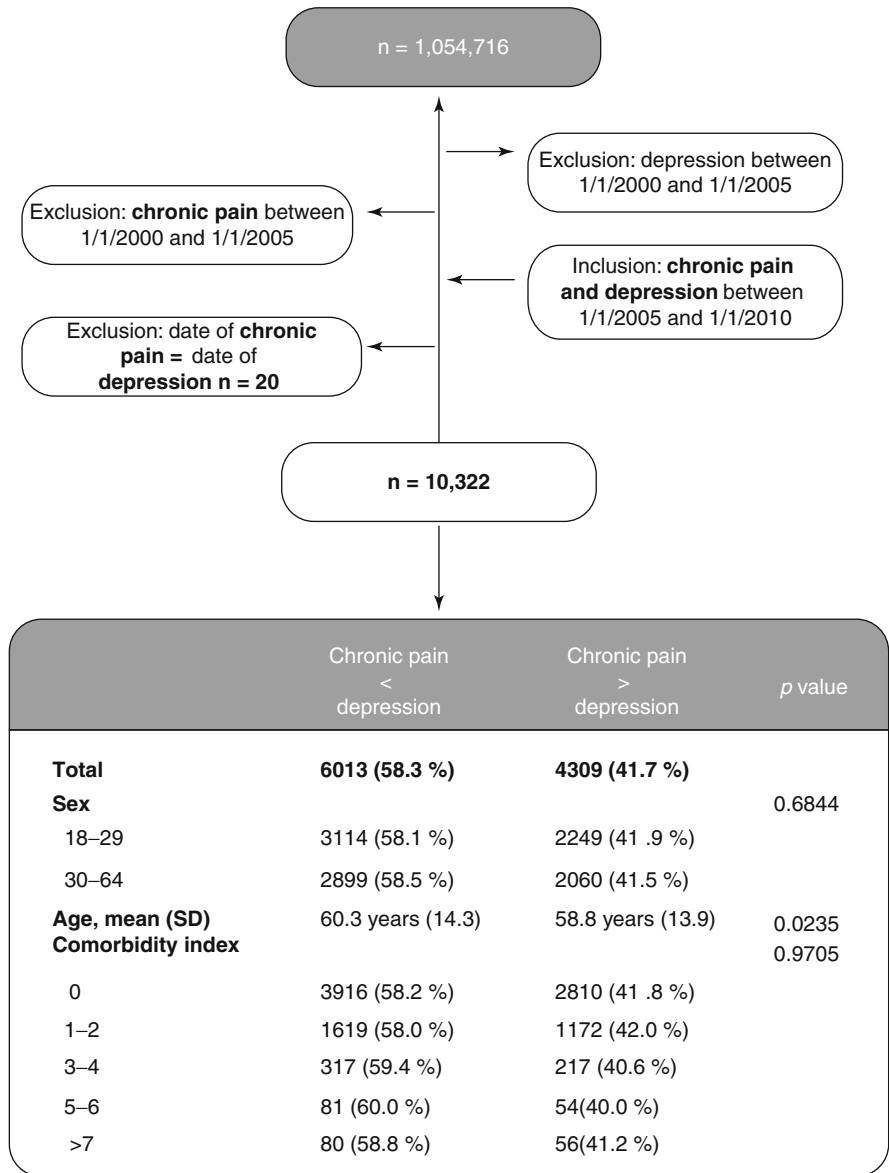 n = 1,054,716
Exclusion: depression between
1/1/2000 and 1/1/2005
Exclusion: chronic pain between
1/1/2000 and 1/1/2005
Inclusion: chronic pain
and depression between
1/1/2005 and 1/1/2010
Exclusion: date of chronic
pain = date of
depression n = 20
n = 10,322
Chronic pain
<
depression
Chronic pain
>
depression
p value
Total 6013 (58.3 %) 4309 (41.7 %)
Sex 0.6844
18–29 3114 (58.1 %) 2249 (41 .9 %)
30–64 2899 (58.5 %) 2060 (41.5 %)
Age, mean (SD) 60.3 years (14.3) 58.8 years (13.9) 0.0235
Comorbidity index 0.9705
0 3916 (58.2 %) 2810 (41 .8 %)
1–2 1619 (58.0 %) 1172 (42.0 %)
3–4 317 (59.4 %) 217 (40.6 %)
5–6 81 (60.0 %) 54(40.0 %)
>7 80 (58.8 %) 56(41.2 %)